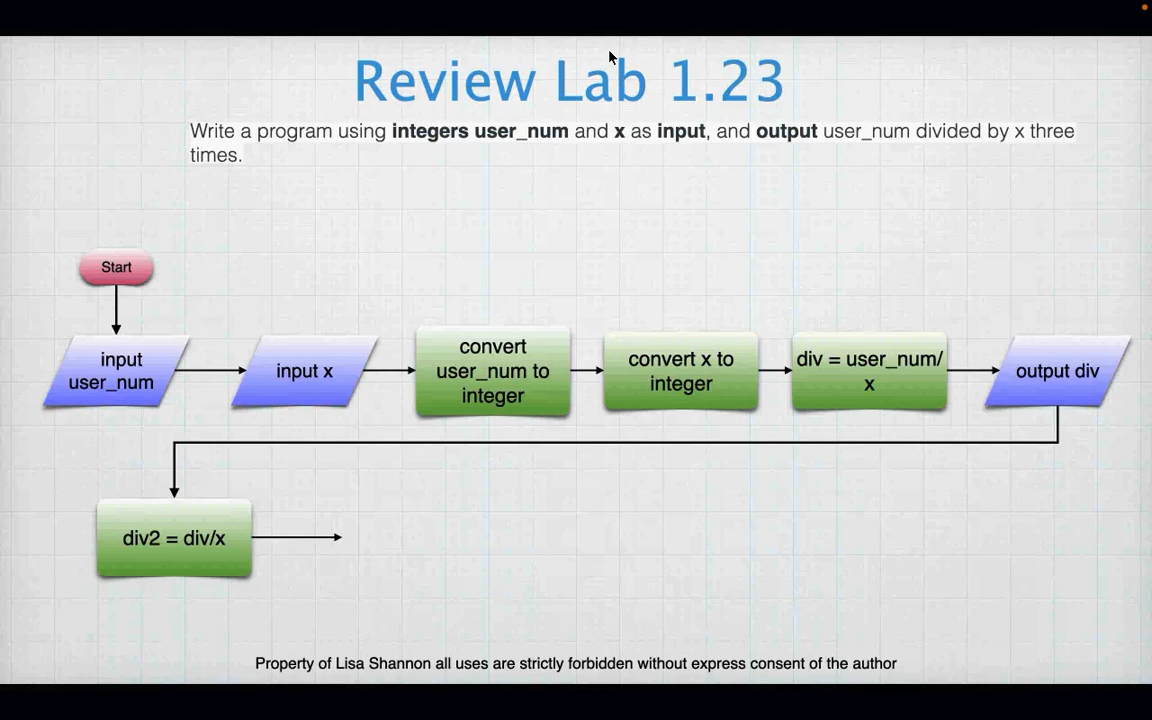 Review Lab 1.23
Write a program using integers user_num and x as input, and output user_num divided by x three
times.
Start
input
user_num
input x
convert
user_num to
integer
convert x to
integer
div = user_num/
x
output div
div2 = div/x
Property of Lisa Shannon all uses are strictly forbidden without express consent of the author